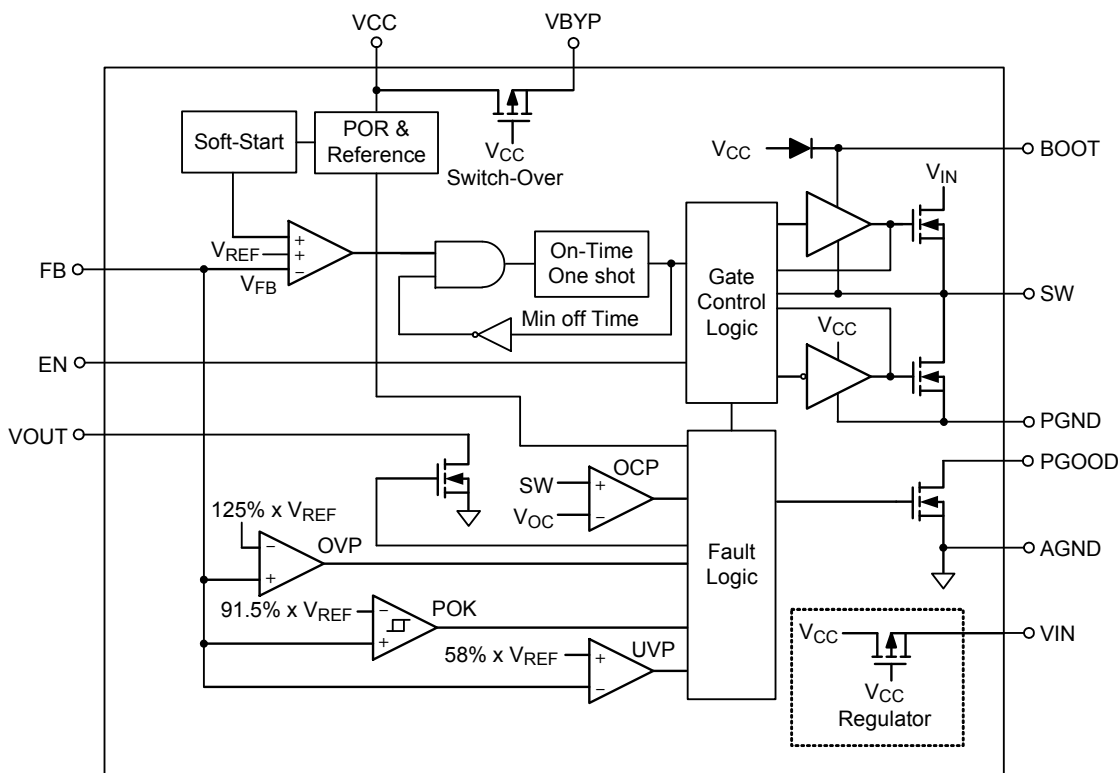 VCC
VBYP
Soft-Start
POR &
Reference
VCC
Switch-Over
VCC
BOOT
VIN
+
VREF
+
FB
−
VFB
On-Time
One shot
Gate
Control
Logic
SW
Min off Time
VCC
EN
PGND
VOUT
PGOOD
OCP
SW
+
VOC
−
125% x VREF
−
OVP
+
Fault
Logic
AGND
91.5% x VREF
−
POK
+
VCC
VIN
58% x VREF
+
UVP
−
VCC
Regulator